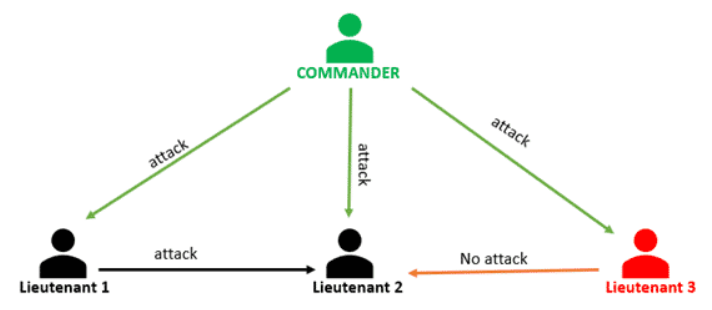 COMMANDER
attack
attack
attack
attack
No attack
Lieutenant 1
Lieutenant 2
Lieutenant 3